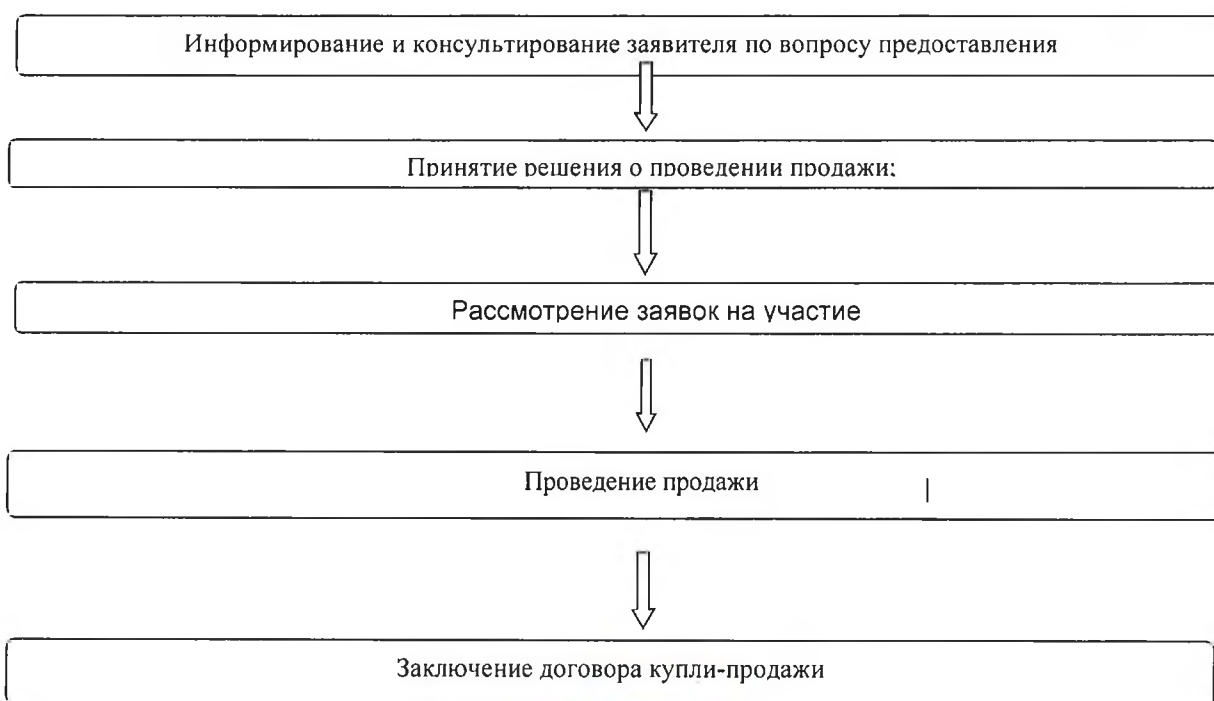 Информирование и консультирование заявителя по вопросу предоставления
Принятие решения о проведении продажи;
Рассмотрение заявок на участие
Проведение продажи
Заключение договора купли-продажи